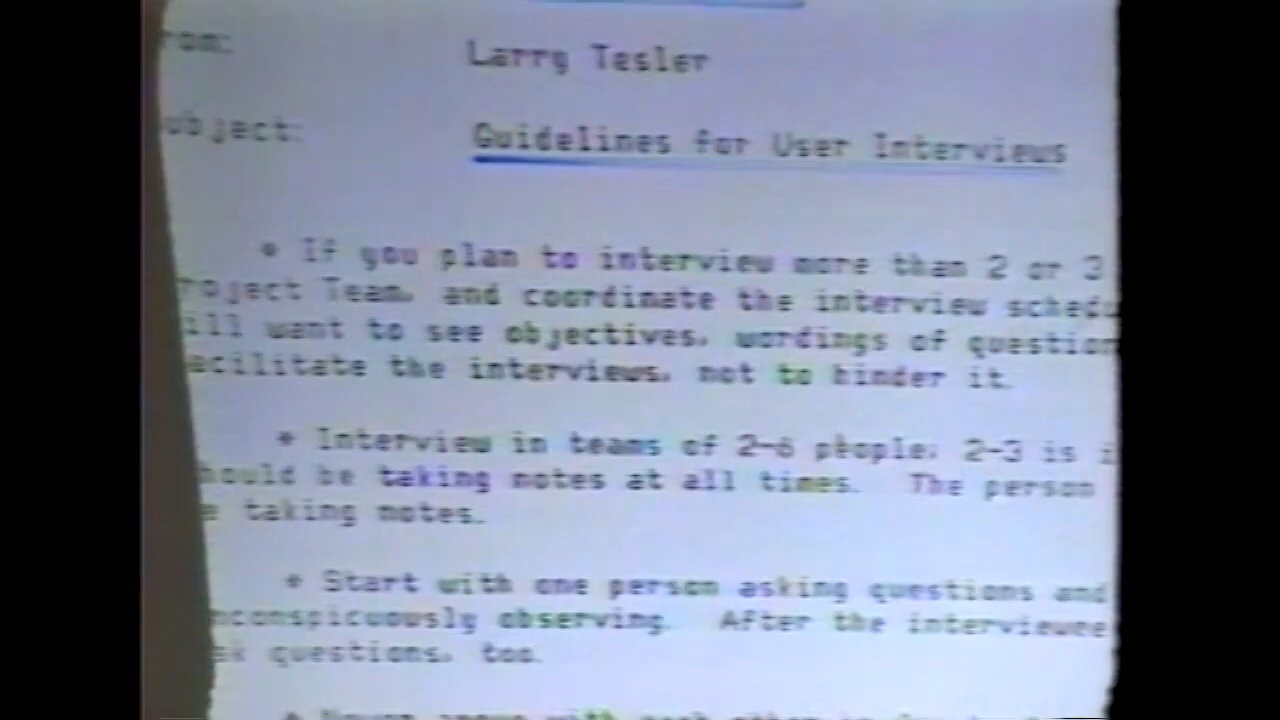 rom: Larry Tesler
ubject: Guidelines for User Interviews
* If you plan to interview more than 2 or 3
roject Team, and coordinate the interview schedu
ill want to see objectives, wordings of question
acilitate the interviews, not to hinder it.
* Interview in teams of 2-6 people; 2-3 is i
hould be taking notes at all times. The person
e taking notes.
* Start with one person asking questions and
nconspicuously observing. After the interviewee
sk questions, too.